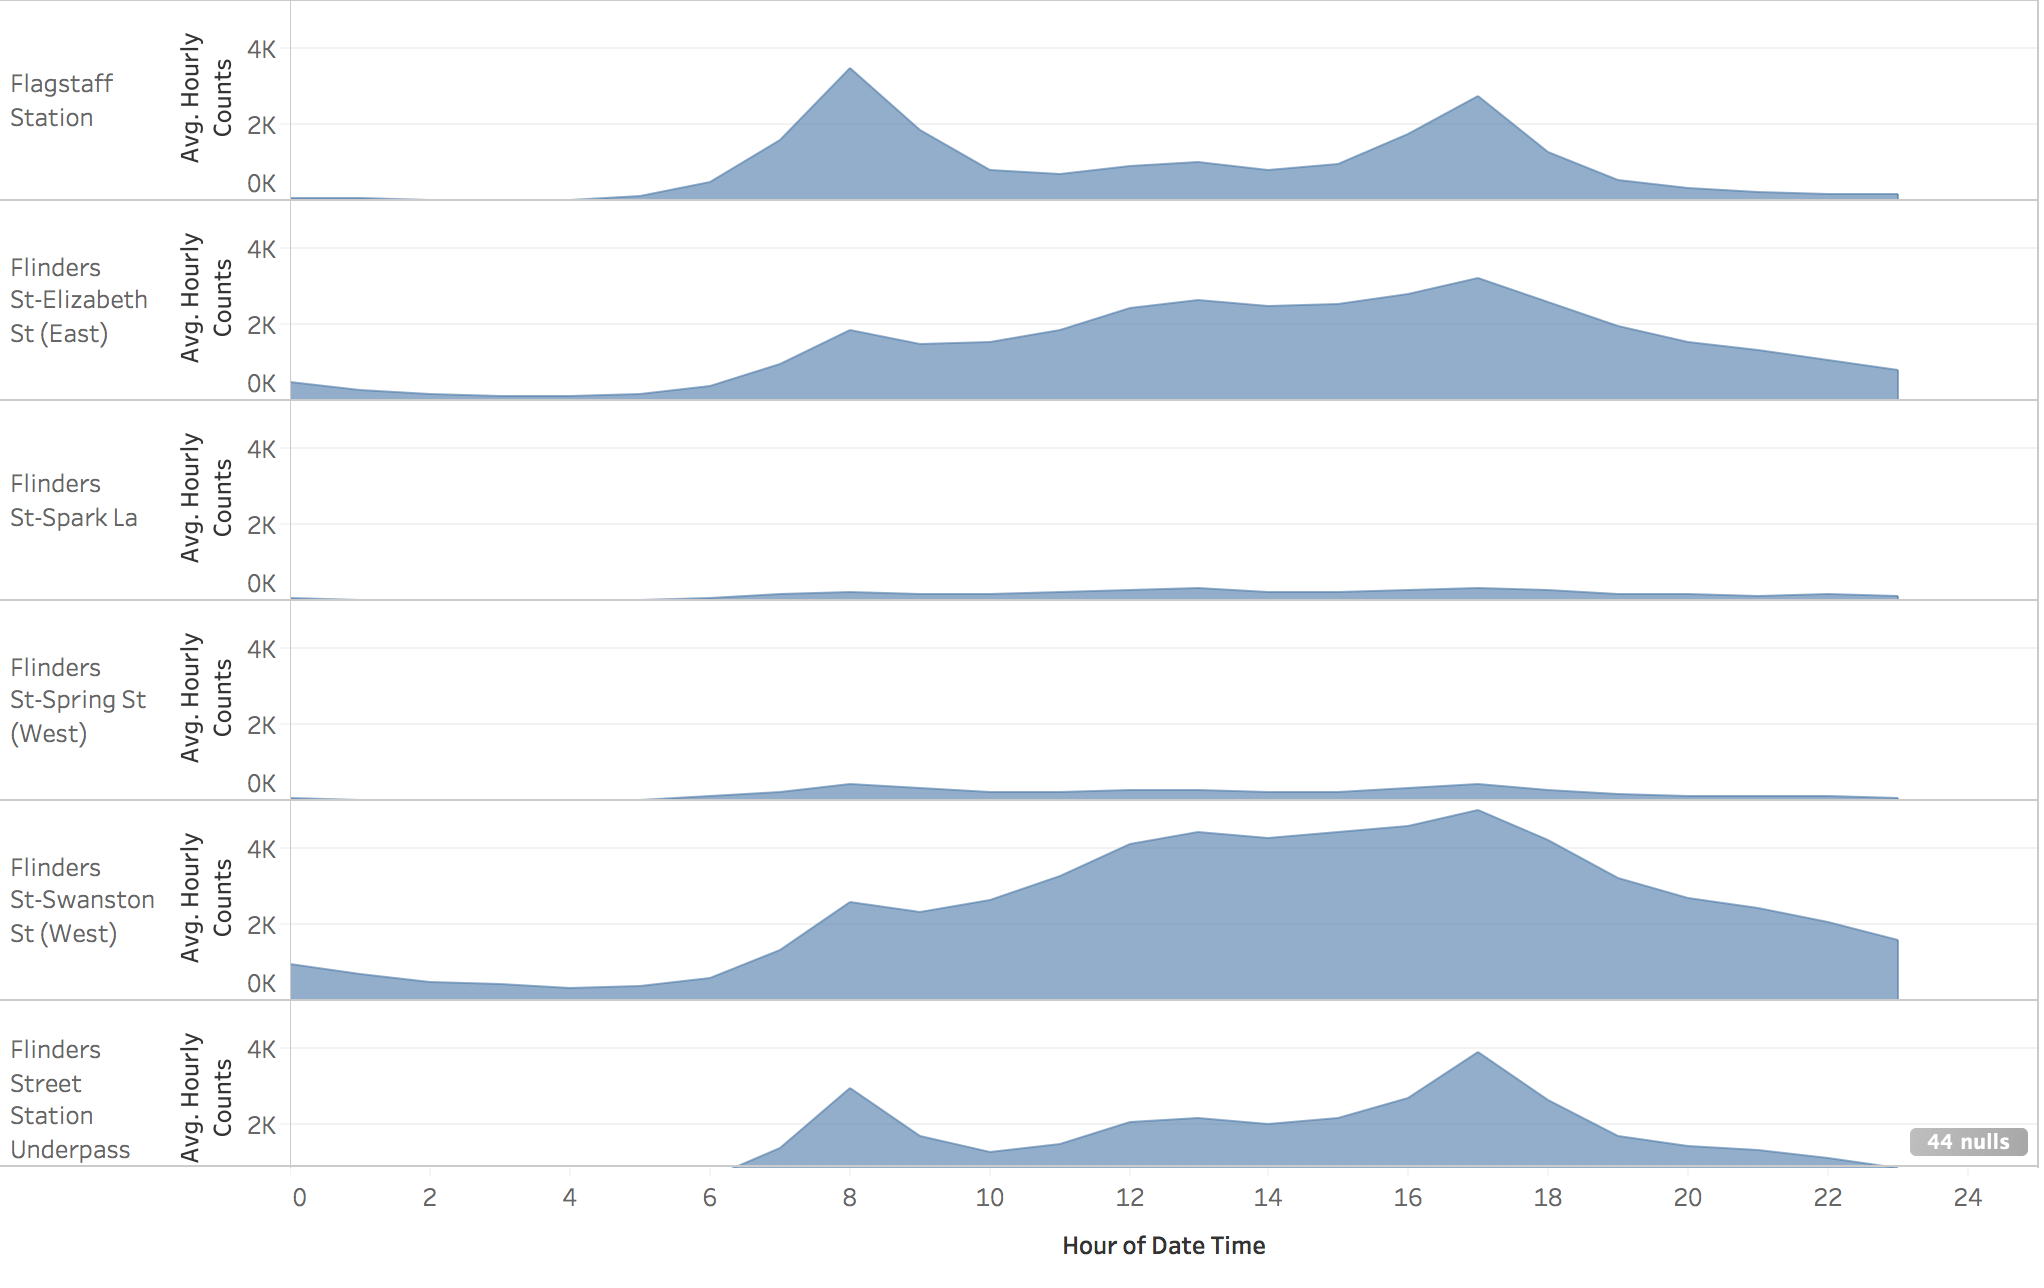 Flagstaff
Station
Avg. Hourly
Counts
4K
2K
0K
Flinders
St-Elizabeth
St (East)
Avg. Hourly
Counts
4K
2K
0K
Flinders
St-Spark La
Avg. Hourly
Counts
4K
2K
0K
Flinders
St-Spring St
(West)
Avg. Hourly
Counts
4K
2K
0K
Flinders
St-Swanston
St (West)
Avg. Hourly
Counts
4K
2K
0K
Flinders
Street
Station
Underpass
Avg. Hourly
Counts
4K
2K
44 nulls
0 2 4 6 8 10 12 14 16 18 20 22 24
Hour of Date Time